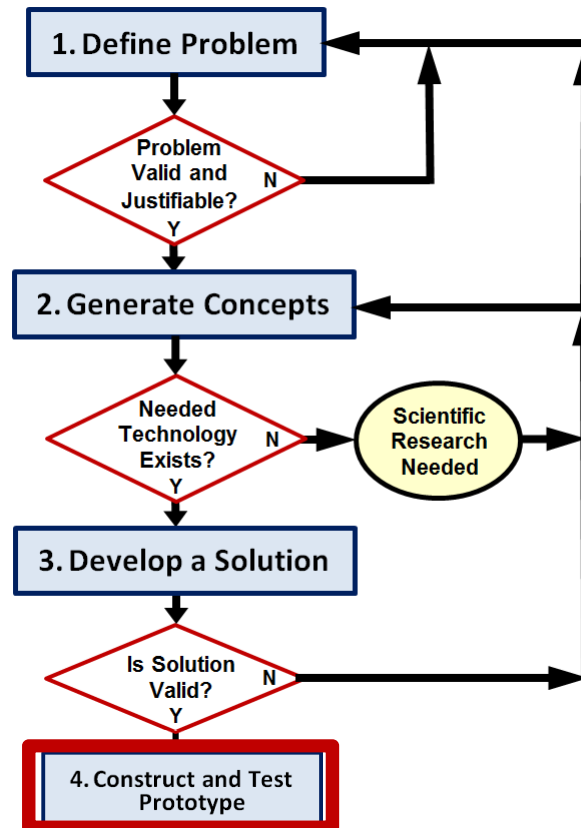 1. Define Problem
Problem
Valid and
Justifiable?
N
Y
2. Generate Concepts
Needed
Technology
Exists?
N
Y
Scientific
Research
Needed
3. Develop a Solution
Is Solution
Valid?
N
Y
4. Construct and Test
Prototype